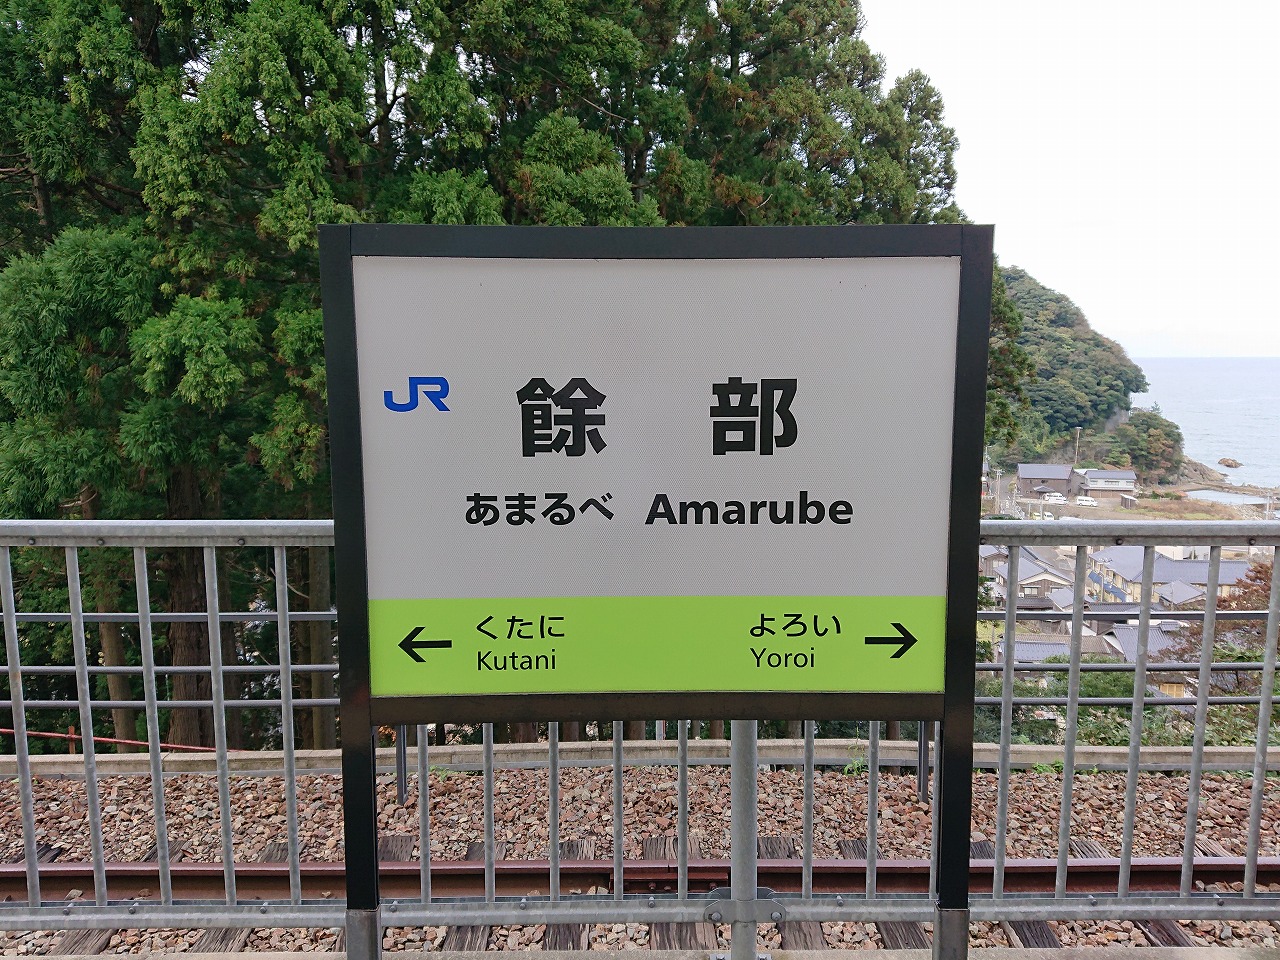 JR 餘部
あまるべ Amarube
← くたに よろい →
Kutani Yoroi